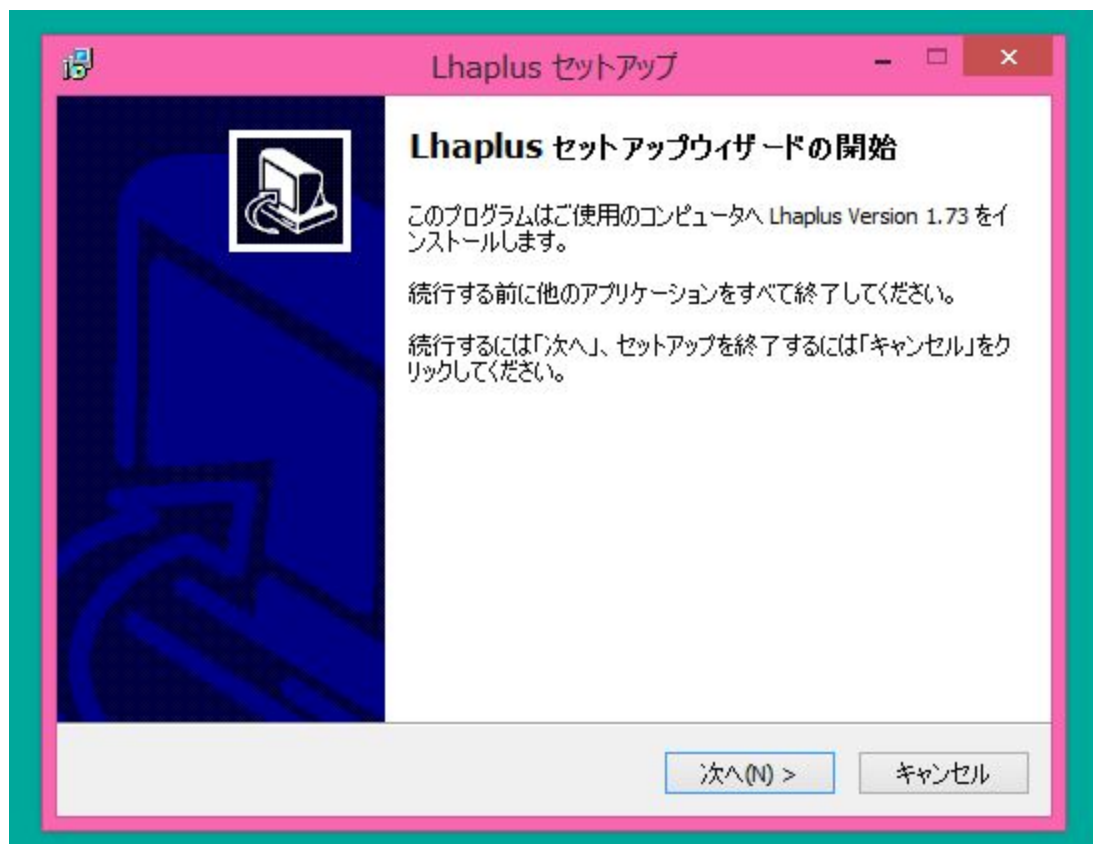 Lhaplus セットアップ
Lhaplus セットアップウィザードの開始
このプログラムはご使用のコンピュータへ Lhaplus Version 1.73 をイ
ンストールします。
続行する前に他のアプリケーションをすべて終了してください。
続行するには「次へ」、セットアップを終了するには「キャンセル」をク
リックしてください。
次へ(N) >
キャンセル